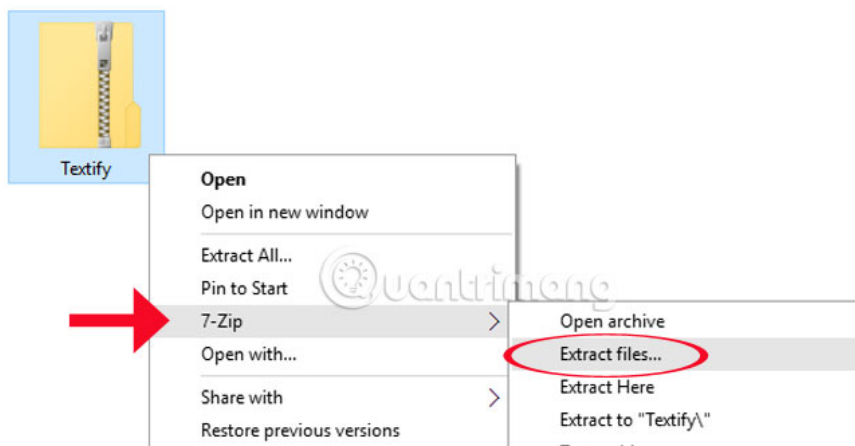 Textify
Open
Open in new window
Extract All...
Pin to Start
Quantrimang
7-Zip
Open with...
Share with
Restore previous versions
Open archive
Extract files...
Extract Here
Extract to "Textify\"